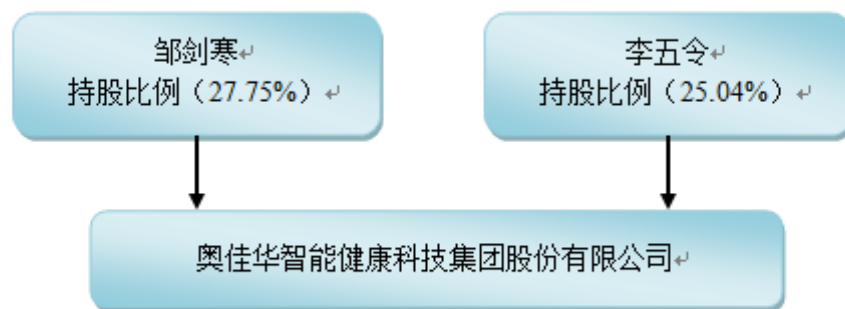 邹剑寒↵
持股比例（27.75%）↵
李五令↵
持股比例（25.04%）↵
奥佳华智能健康科技集团股份有限公司↵